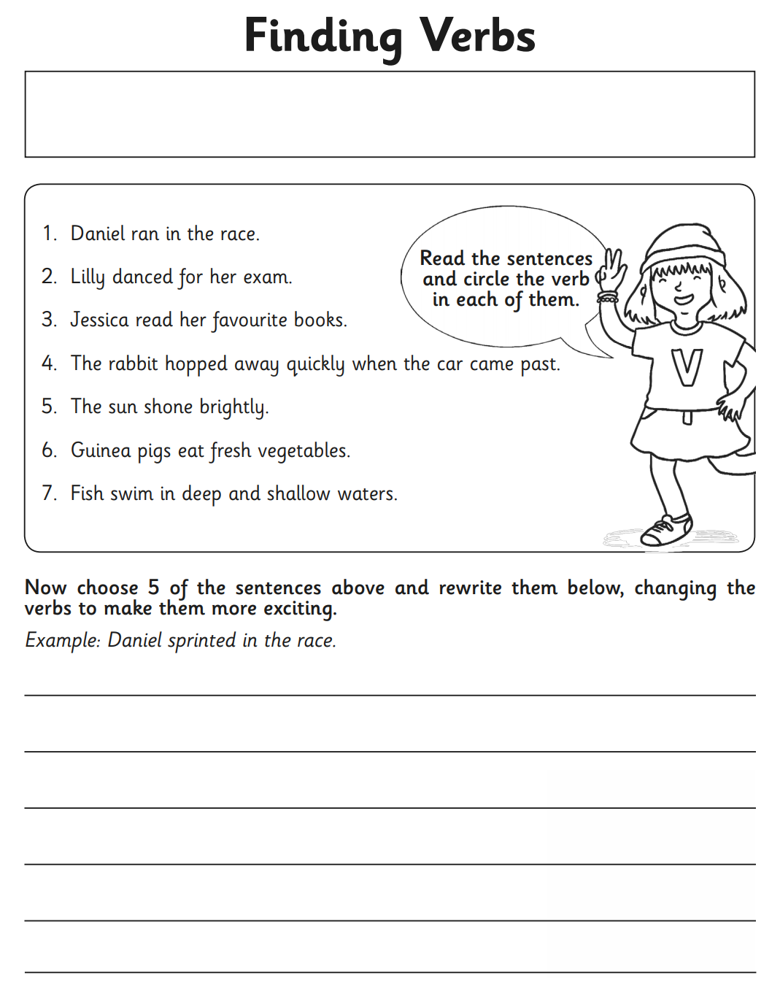 Finding Verbs
1. Daniel ran in the race.
2. Lilly danced for her exam.
3. Jessica read her favourite books.
4. The rabbit hopped away quickly when the car came past.
5. The sun shone brightly.
6. Guinea pigs eat fresh vegetables.
7. Fish swim in deep and shallow waters.
Read the sentences
and circle the verb
in each of them.
V
Now choose 5 of the sentences above and rewrite them below, changing the
verbs to make them more exciting.
Example: Daniel sprinted in the race.